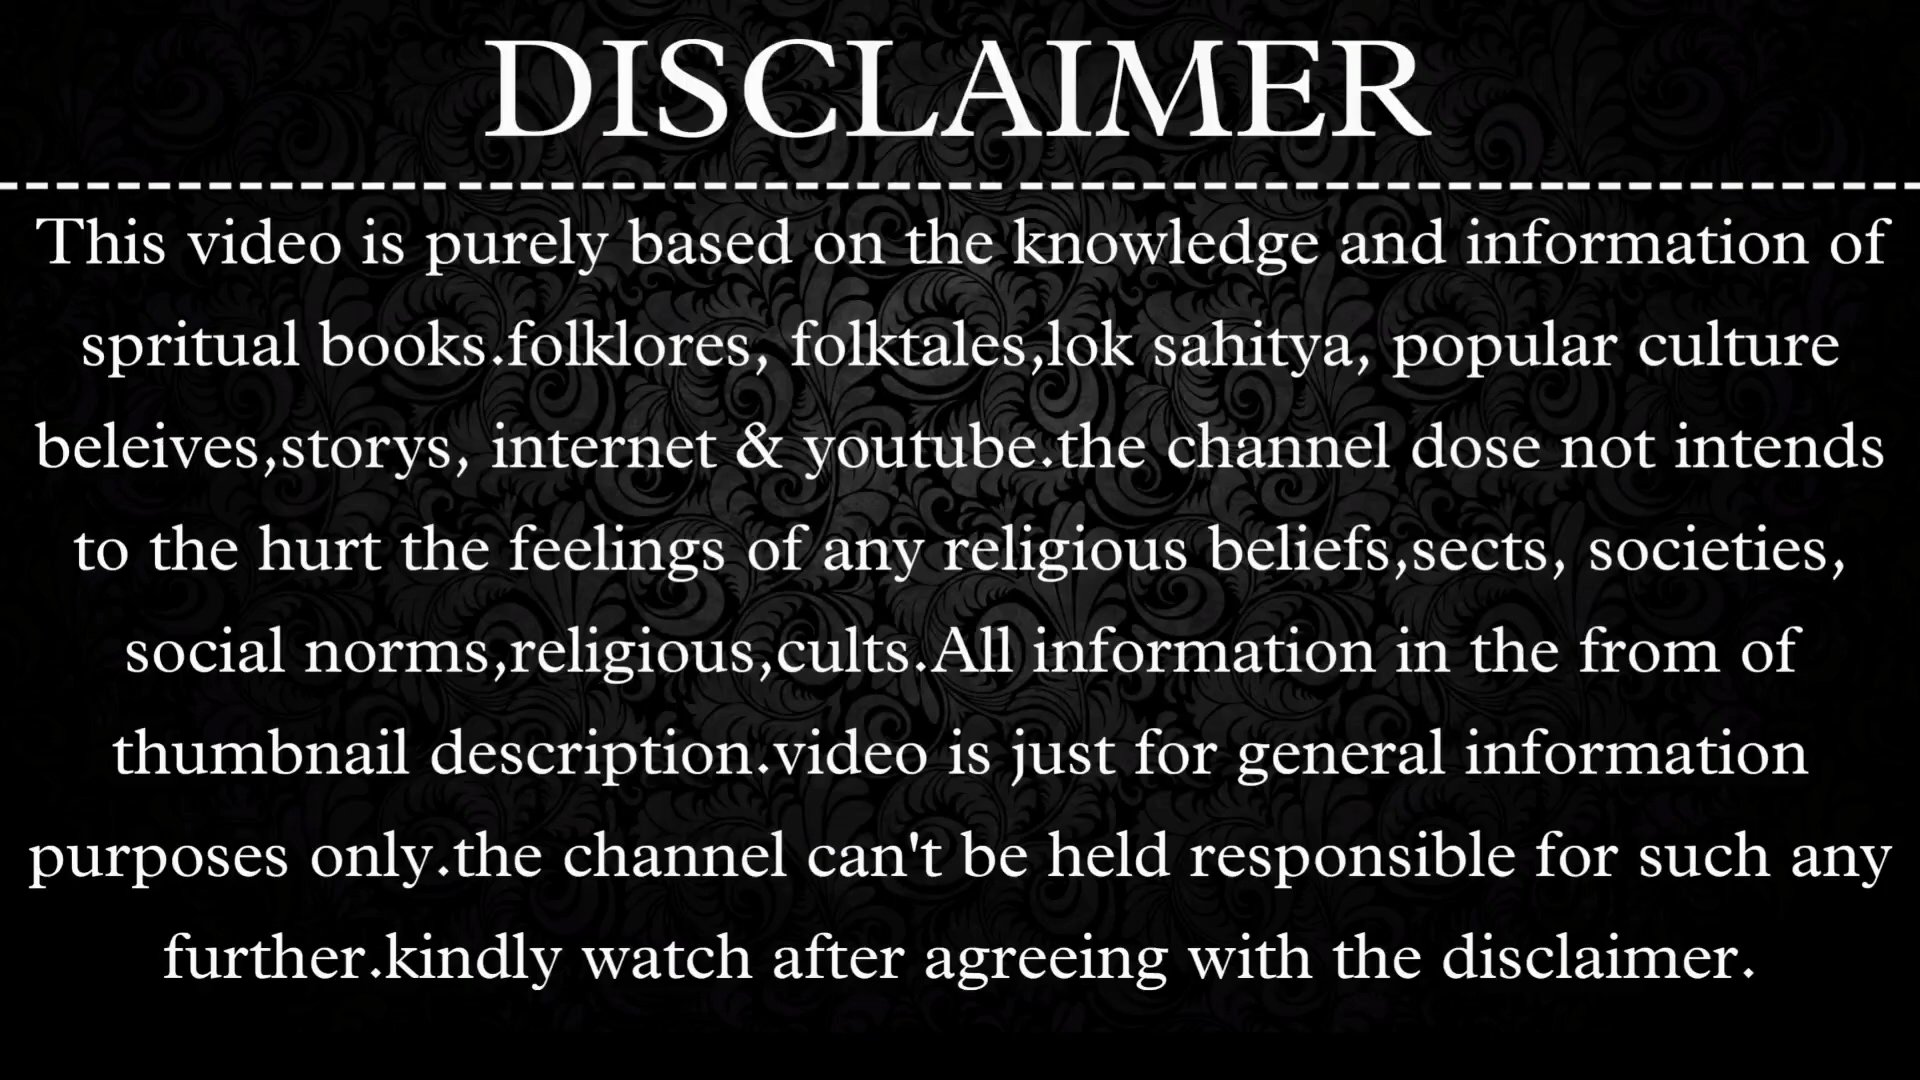 DISCLAIMER
This video is purely based on the knowledge and information of
spritual books.folklores, folktales,lok sahitya, popular culture
beleives,storys, internet & youtube.the channel dose not intends
to the hurt the feelings of any religious beliefs,sects, societies,
social norms,religious,cults.All information in the from of
thumbnail description.video is just for general information
purposes only.the channel can't be held responsible for such any
further.kindly watch after agreeing with the disclaimer.